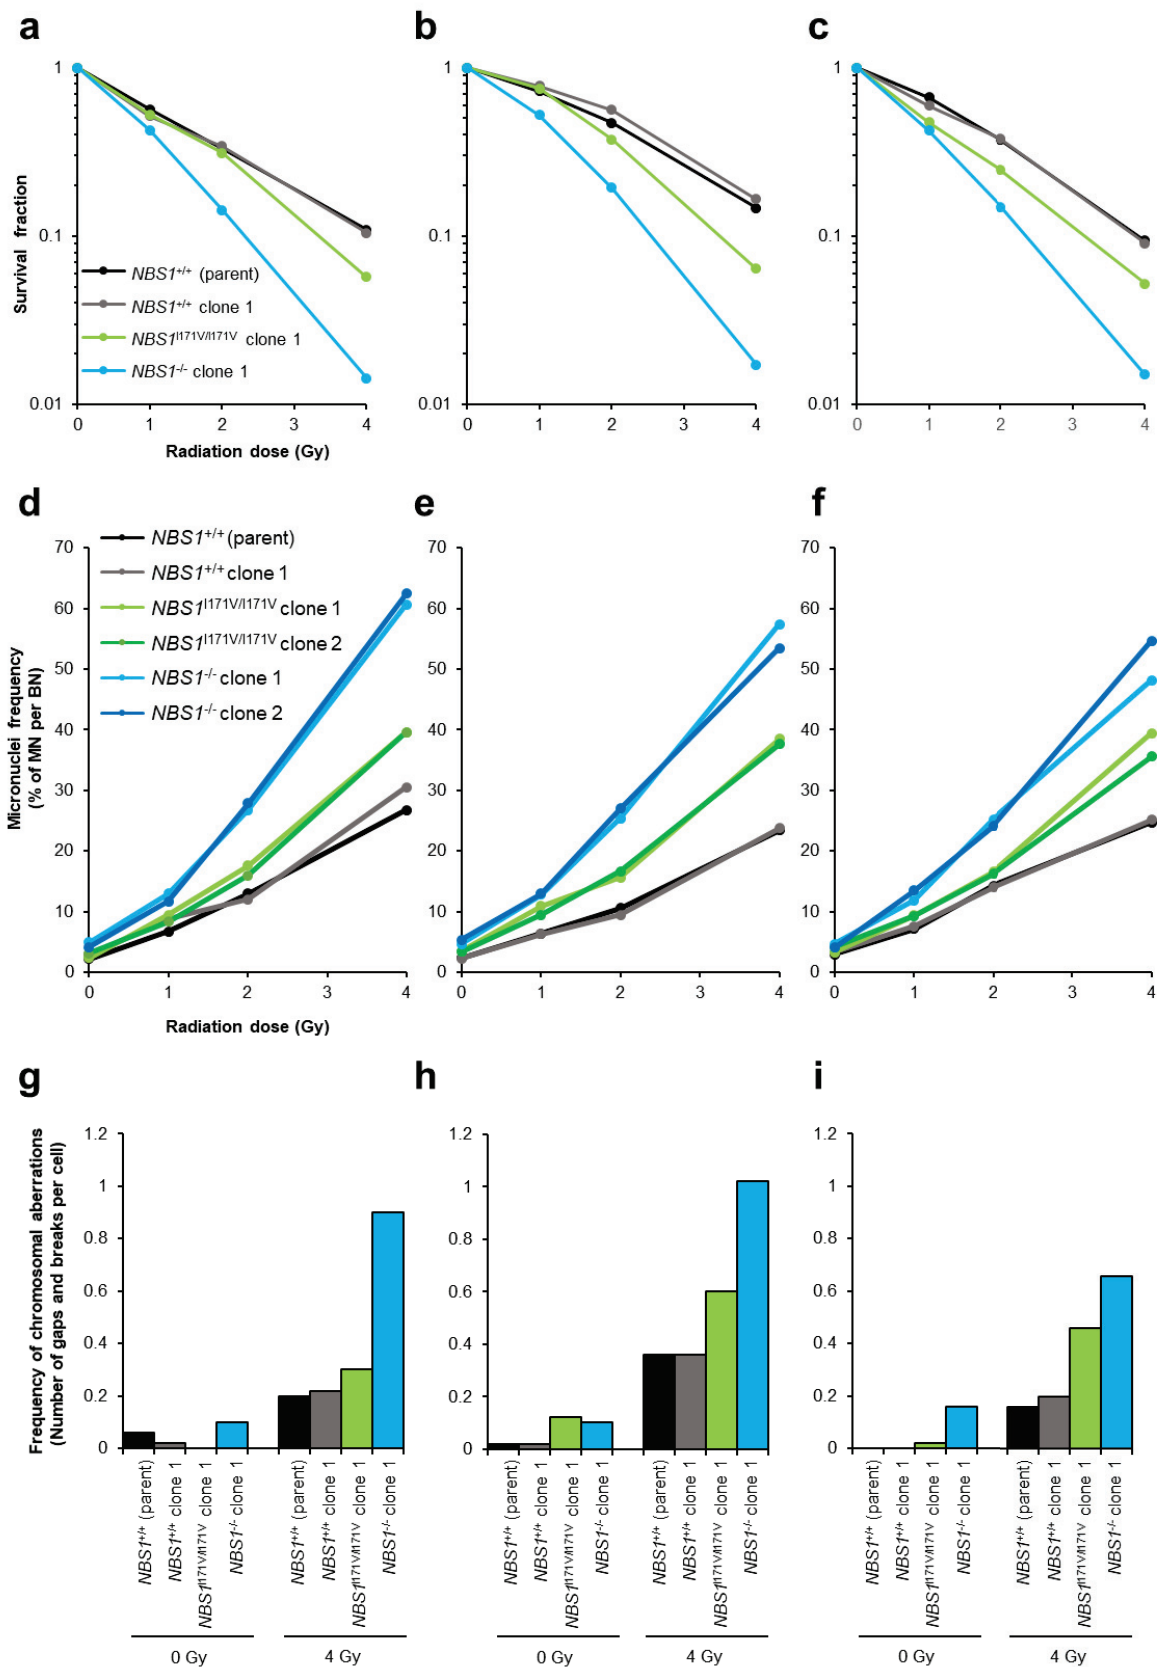 a b c
1 1 1
0.1 0.1 0.1
0.01 0.01 0.01
Survival fraction
NBS1+/+ (parent)
NBS1+/+ clone 1
NBS1I171V/I171V clone 1
NBS1-/- clone 1
0 1 2 3 4 0 1 2 3 4 0 1 2 3 4
Radiation dose (Gy)
d e f
70 70 70
60 60 60
50 50 50
40 40 40
30 30 30
20 20 20
10 10 10
0 0 0
Micronuclei frequency
(% of MN per BN)
NBS1+/+ (parent)
NBS1+/+ clone 1
NBS1I171V/I171V clone 1
NBS1I171V/I171V clone 2
NBS1-/- clone 1
NBS1-/- clone 2
0 1 2 3 4 0 1 2 3 4 0 1 2 3 4
Radiation dose (Gy)
g h i
1.2 1.2 1.2
1 1 1
0.8 0.8 0.8
0.6 0.6 0.6
0.4 0.4 0.4
0.2 0.2 0.2
0 0 0
Frequency of chromosomal aberrations
(Number of gaps and breaks per cell)
NBS1+/+ (parent)
NBS1+/+ clone 1
NBS1I171V/I171V clone 1
NBS1-/- clone 1
NBS1+/+ (parent)
NBS1+/+ clone 1
NBS1I171V/I171V clone 1
NBS1-/- clone 1
NBS1+/+ (parent)
NBS1+/+ clone 1
NBS1I171V/I171V clone 1
NBS1-/- clone 1
NBS1+/+ (parent)
NBS1+/+ clone 1
NBS1I171V/I171V clone 1
NBS1-/- clone 1
NBS1+/+ (parent)
NBS1+/+ clone 1
NBS1I171V/I171V clone 1
NBS1-/- clone 1
NBS1+/+ (parent)
NBS1+/+ clone 1
NBS1I171V/I171V clone 1
NBS1-/- clone 1
0 Gy 4 Gy 0 Gy 4 Gy 0 Gy 4 Gy